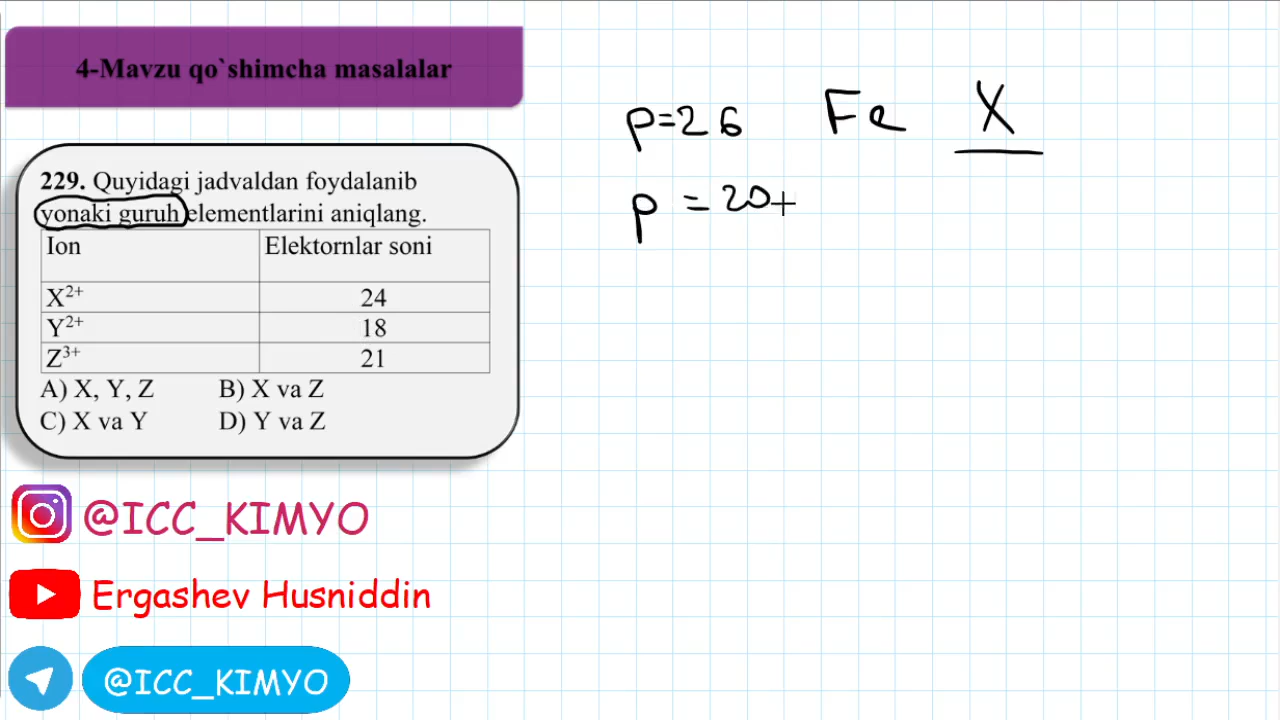 4-Mavzu qo`shimcha masalalar
229. Quyidagi jadvaldan foydalanib
yonaki guruh elementlarini aniqlang.
Ion Elektornlar soni
X²⁺ 24
Y²⁺ 18
Z³⁺ 21
A) X, Y, Z B) X va Z
C) X va Y D) Y va Z
@ICC_KIMYO
Ergashev Husniddin
@ICC_KIMYO
p=26 Fe X
p = 20